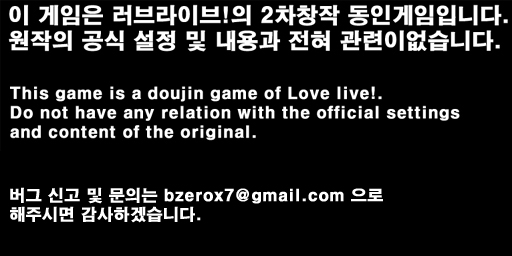 이 게임은 러브라이브!의 2차창작 동인게임입니다.
원작의 공식 설정 및 내용과 전혀 관련이없습니다.
This game is a doujin game of Love live!.
Do not have any relation with the official settings
and content of the original.
버그 신고 및 문의는 bzerox7@gmail.com 으로
해주시면 감사하겠습니다.